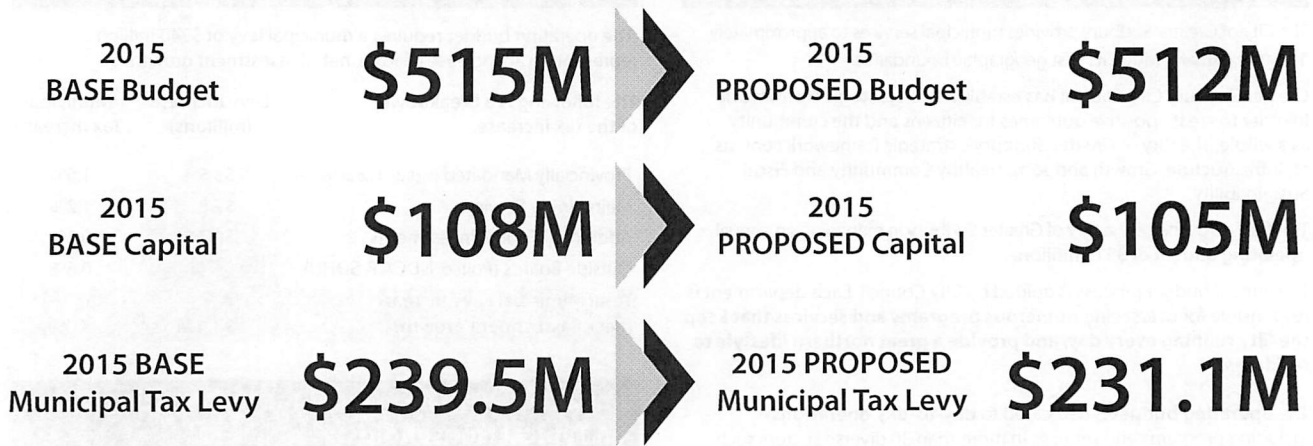 2015
BASE Budget
$515M
2015
PROPOSED Budget
$512M
2015
BASE Capital
$108M
2015
PROPOSED Capital
$105M
2015 BASE
Municipal Tax Levy
$239.5M
2015 PROPOSED
Municipal Tax Levy
$231.1M